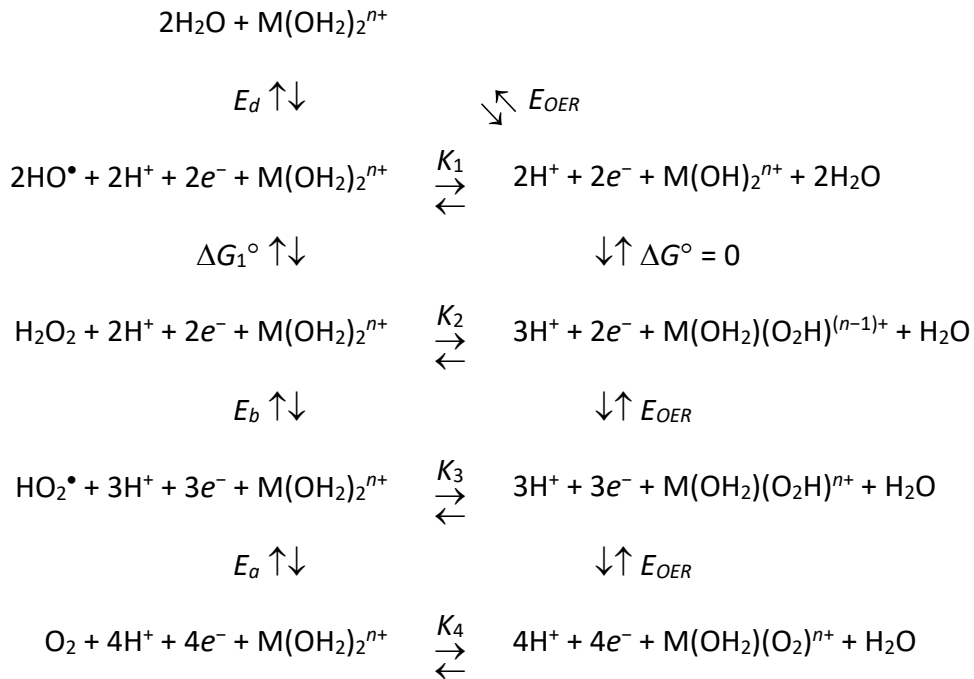 2H₂O + M(OH₂)₂ⁿ⁺
E_d ↑↓ ↘↖ E_OER
2HO• + 2H⁺ + 2e⁻ + M(OH₂)₂ⁿ⁺ K₁ ⇌ 2H⁺ + 2e⁻ + M(OH)₂ⁿ⁺ + 2H₂O
ΔG₁° ↑↓ ↓↑ ΔG° = 0
H₂O₂ + 2H⁺ + 2e⁻ + M(OH₂)₂ⁿ⁺ K₂ ⇌ 3H⁺ + 2e⁻ + M(OH₂)(O₂H)⁽ⁿ⁻¹⁾⁺ + H₂O
E_b ↑↓ ↓↑ E_OER
HO₂• + 3H⁺ + 3e⁻ + M(OH₂)₂ⁿ⁺ K₃ ⇌ 3H⁺ + 3e⁻ + M(OH₂)(O₂H)ⁿ⁺ + H₂O
E_a ↑↓ ↓↑ E_OER
O₂ + 4H⁺ + 4e⁻ + M(OH₂)₂ⁿ⁺ K₄ ⇌ 4H⁺ + 4e⁻ + M(OH₂)(O₂)ⁿ⁺ + H₂O